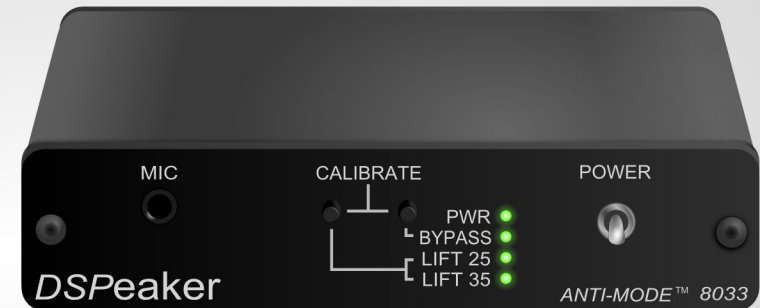 MIC
CALIBRATE
POWER
PWR
BYPASS
LIFT 25
LIFT 35
DSPeaker
ANTI-MODE™ 8033